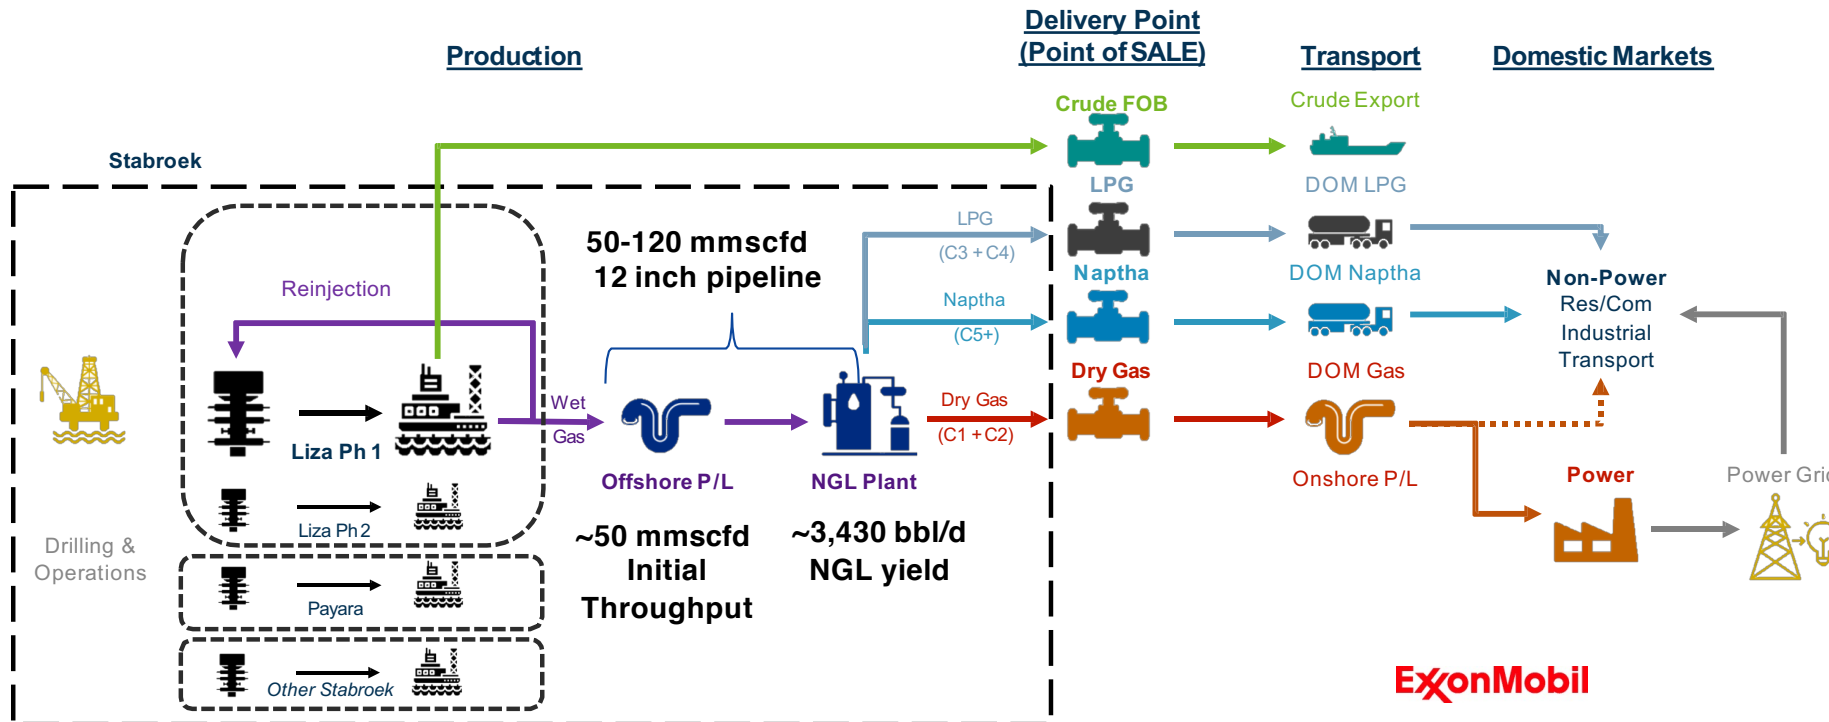 Production
Delivery Point
(Point of SALE)
Transport
Domestic Markets
Crude FOB
Crude Export
Stabroek
LPG
DOM LPG
LPG
(C3 + C4)
50-120 mmscfd
12 inch pipeline
Reinjection
Naptha
DOM Naptha
Non-Power
Res/Com
Industrial
Transport
Naptha
(C5+)
Dry Gas
DOM Gas
Wet
Gas
Dry Gas
(C1 + C2)
Liza Ph 1
Offshore P/L
NGL Plant
Onshore P/L
Power
Power Grid
Liza Ph 2
~50 mmscfd
Initial
Throughput
~3,430 bbl/d
NGL yield
Drilling &
Operations
Payara
Other Stabroek
ExxonMobil